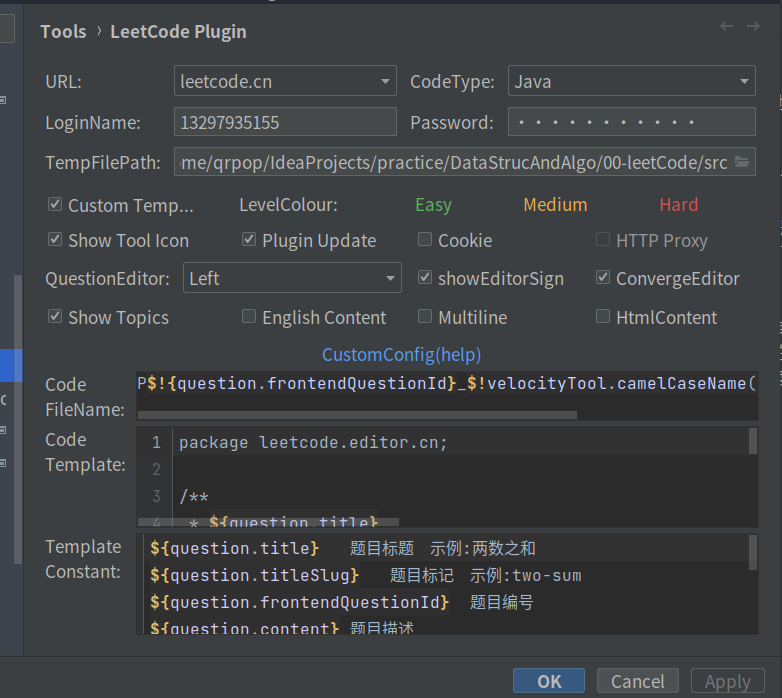 Tools › LeetCode Plugin
URL: leetcode.cn CodeType: Java
LoginName: 13297935155 Password: • • • • • • • • • • •
TempFilePath: ome/qrpop/IdeaProjects/practice/DataStrucAndAlgo/00-leetCode/src
Custom Temp... LevelColour: Easy Medium Hard
Show Tool Icon Plugin Update Cookie HTTP Proxy
QuestionEditor: Left showEditorSign ConvergeEditor
Show Topics English Content Multiline HtmlContent
CustomConfig(help)
Code FileName: P$!{question.frontendQuestionId}_$!velocityTool.camelCaseName(
Code Template:
1 package leetcode.editor.cn;
2
3 /**
4 * ${question.title}
Template Constant:
${question.title} 题目标题 示例:两数之和
${question.titleSlug} 题目标记 示例:two-sum
${question.frontendQuestionId} 题目编号
${question.content} 题目描述
OK Cancel Apply